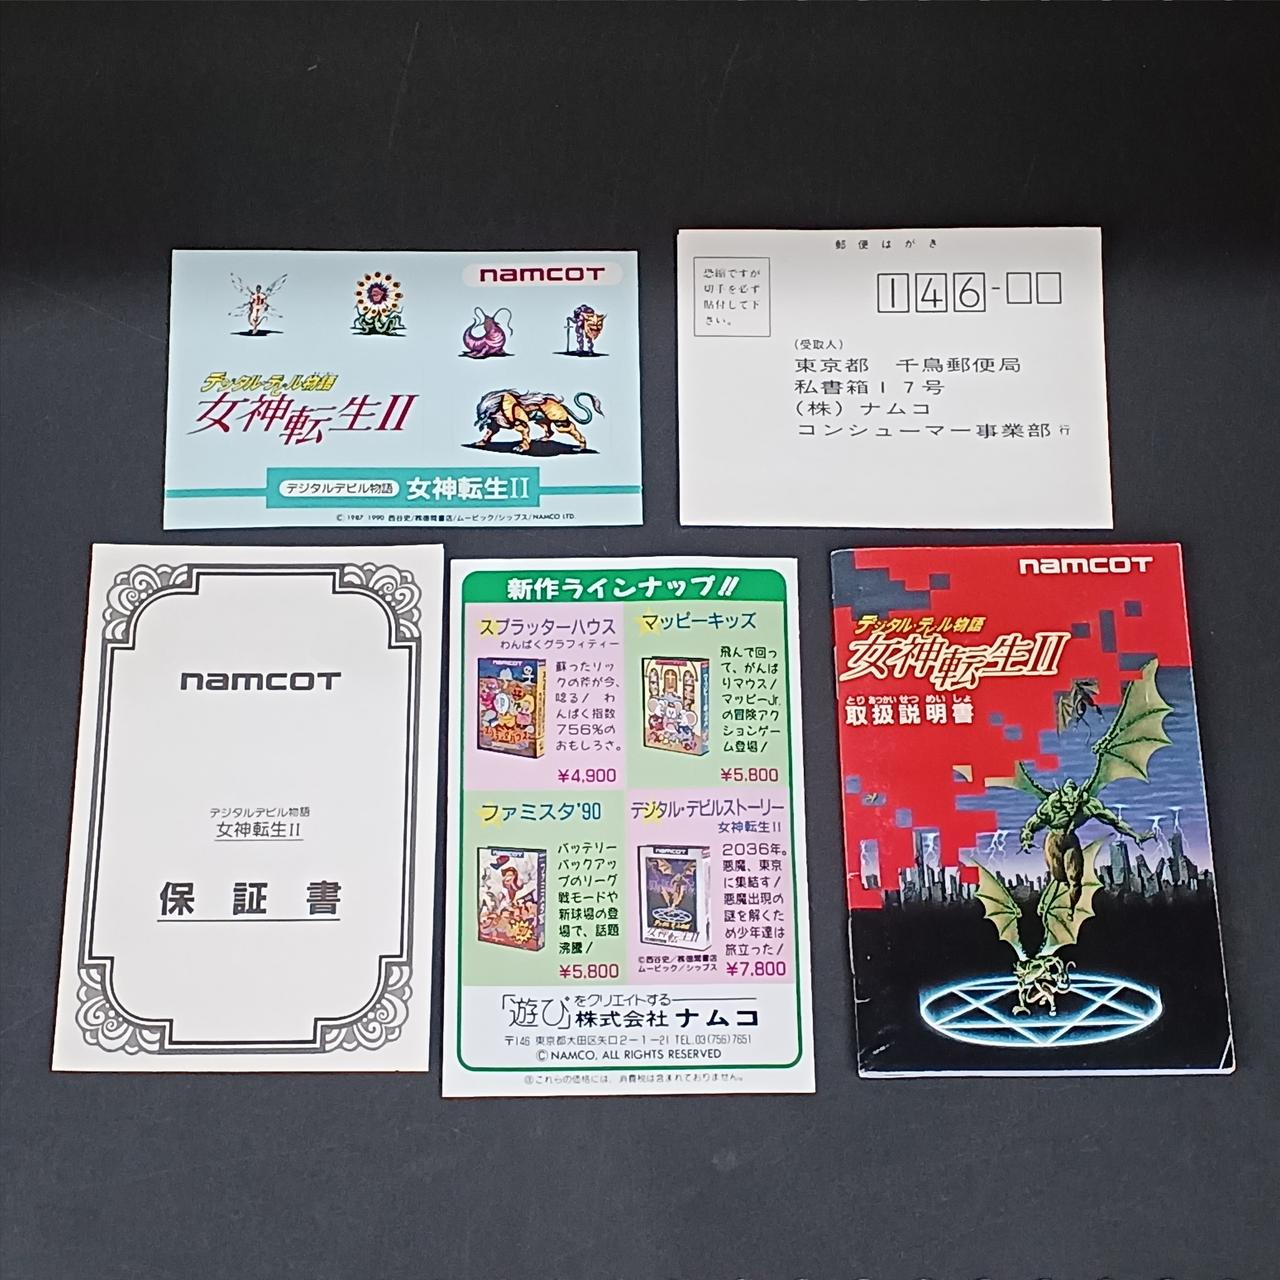 namcot
デジタル・デビル物語
女神転生II
デジタルデビル物語 女神転生II
© 1987 1990 西谷史/㈱徳間書店/ムービック/シップス/NAMCO LTD.
郵便はがき
恐縮ですが
切手を必ず
貼付して下
さい。
146-
(受取人)
東京都 千鳥郵便局
私書箱17号
(株)ナムコ
コンシューマー事業部 行
namcot
デジタルデビル物語
女神転生II
保証書
新作ラインナップ!!
スプラッターハウス
わんぱくグラフィティー
蘇ったリッ
クの斧が今、
唸る! わ
んぱく指数
756%の
おもしろさ。
¥4,900
マッピーキッズ
飛んで回っ
て、がんば
りマウス!
マッピーJr.
の冒険アク
ションゲー
ム登場!
¥5,800
ファミスタ'90
バッテリー
バックアッ
プのリーグ
戦モードや
新球場の登
場で、話題
沸騰!
¥5,800
デジタル・デビルストーリー
女神転生II
2036年。
悪魔、東京
に集結す!
悪魔出現の
謎を解くた
め少年達は
旅立った!
©西谷史/㈱徳間書店
ムービック/シップス
¥7,800
「遊び」をクリエイトする
株式会社ナムコ
〒146 東京都大田区矢口2-1-21 TEL.03(756)7651
© NAMCO, ALL RIGHTS RESERVED
これらの価格には、消費税は含まれておりません。
namcot
デジタル・デビル物語
女神転生II
とりあつかいせつめいしょ
取扱説明書